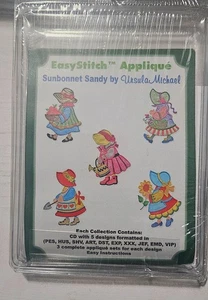 EasyStitch™ Appliqué
Sunbonnet Sandy by Ursula Michael
Each Collection Contains:
CD with 5 designs formatted in
(PES, HUS, SHV, ART, DST, EXP, XXX, JEF, EMD, VIP)
3 complete appliqué sets for each design
Easy Instructions